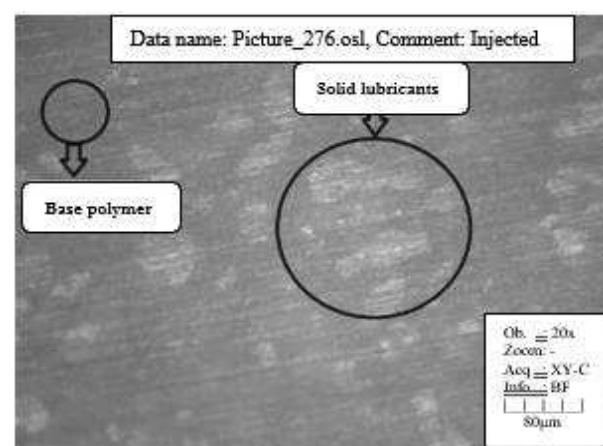 Data name: Picture_276.osl, Comment: Injected
Solid lubricants
Base polymer
Ob. _: 20x
Zoom: -
Acq _: XY-C
Info...: BF
80μm